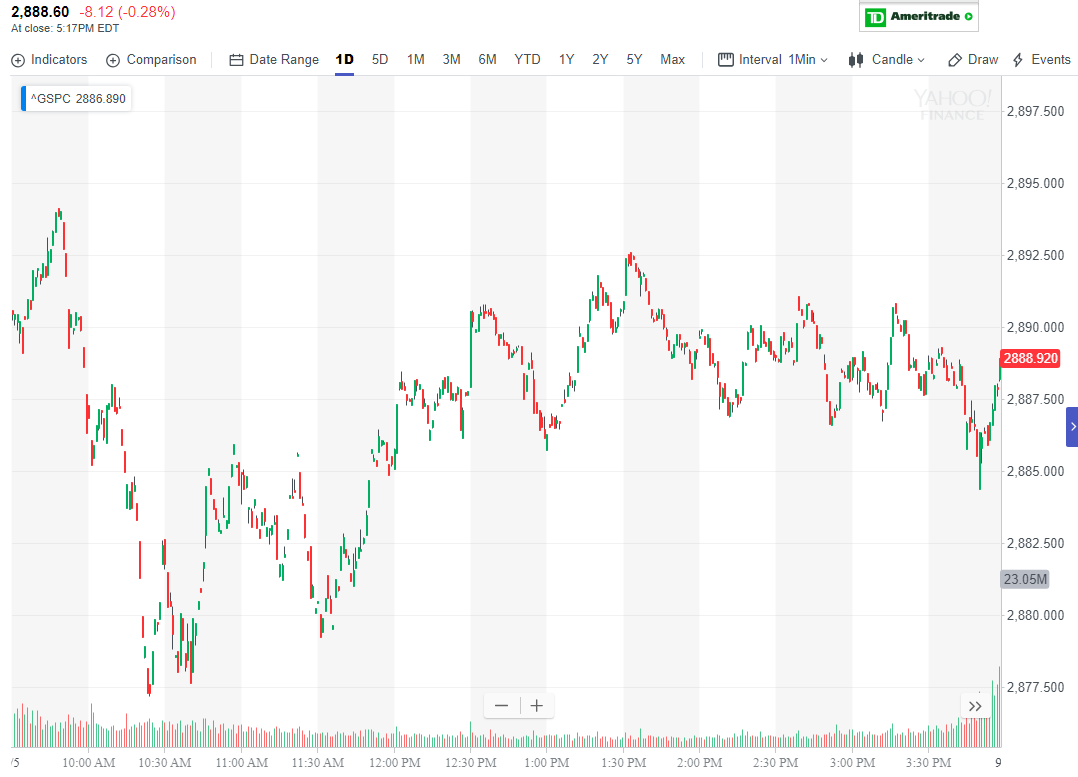 2,888.60 -8.12 (-0.28%)
At close: 5:17PM EDT
TD Ameritrade
Indicators Comparison Date Range 1D 5D 1M 3M 6M YTD 1Y 2Y 5Y Max Interval 1Min Candle Draw Events
^GSPC 2886.890
YAHOO!
FINANCE
2,897.500
2,895.000
2,892.500
2,890.000
2888.920
2,887.500
2,885.000
2,882.500
23.05M
2,880.000
2,877.500
/5 10:00 AM 10:30 AM 11:00 AM 11:30 AM 12:00 PM 12:30 PM 1:00 PM 1:30 PM 2:00 PM 2:30 PM 3:00 PM 3:30 PM 9